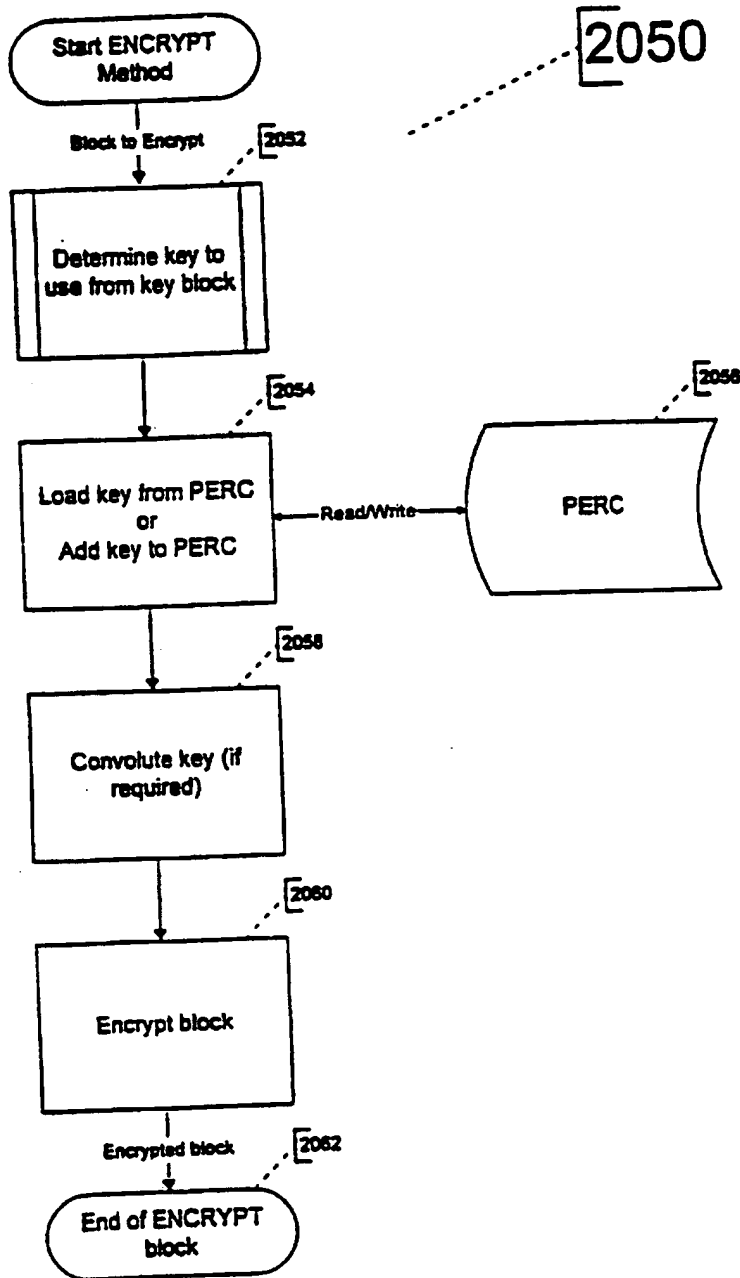 2050
Start ENCRYPT
Method
Block to Encrypt
2052
Determine key to
use from key block
2054
Load key from PERC
or
Add key to PERC
Read/Write
2056
PERC
2058
Convolute key (if
required)
2060
Encrypt block
Encrypted block
2062
End of ENCRYPT
block